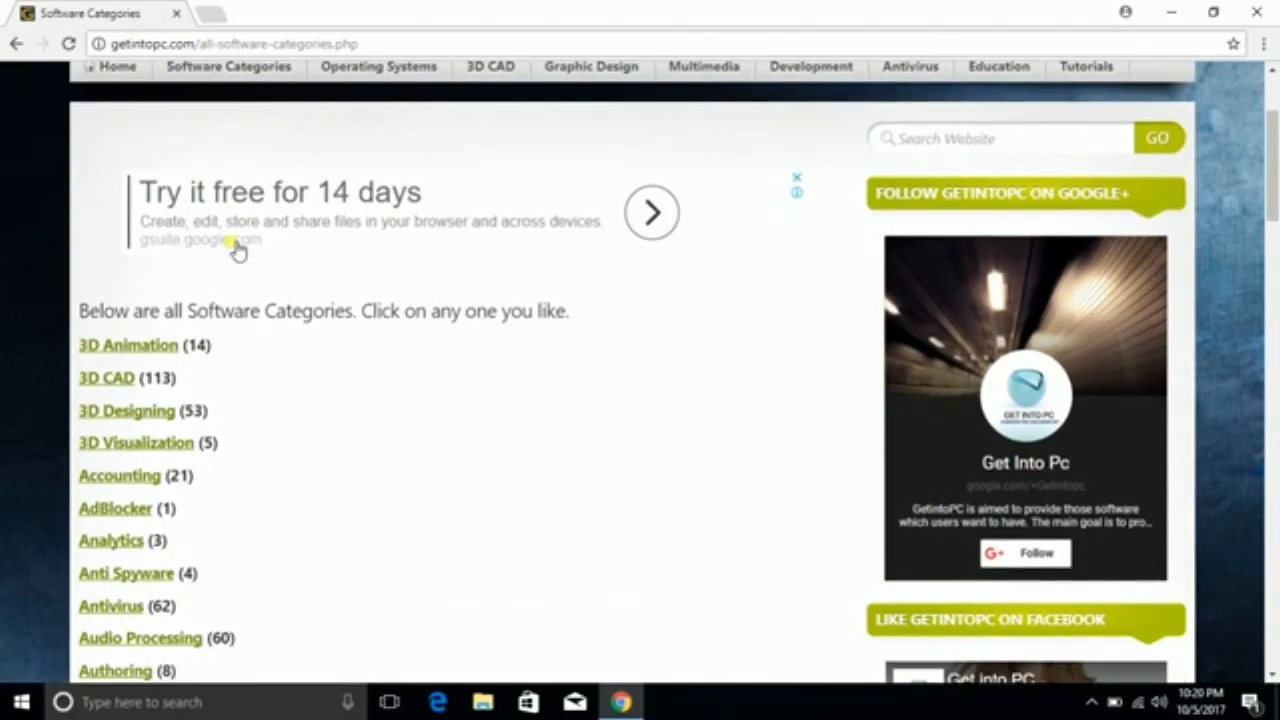 Software Categories
getintopc.com/all-software-categories.php
Home Software Categories Operating Systems 3D CAD Graphic Design Multimedia Development Antivirus Education Tutorials
Search Website GO
Try it free for 14 days
Create, edit, store and share files in your browser and across devices.
gsuite.google.com
FOLLOW GETINTOPC ON GOOGLE+
Below are all Software Categories. Click on any one you like.
3D Animation (14)
3D CAD (113)
3D Designing (53)
3D Visualization (5)
Accounting (21)
AdBlocker (1)
Analytics (3)
Anti Spyware (4)
Antivirus (62)
Audio Processing (60)
Authoring (8)
GET INTO PC
Get Into Pc
google.com/+Getintopc
GetintoPC is aimed to provide those software
which users want to have. The main goal is to pro...
G+ Follow
LIKE GETINTOPC ON FACEBOOK
Get into PC
Type here to search
10:20 PM
10/5/2017